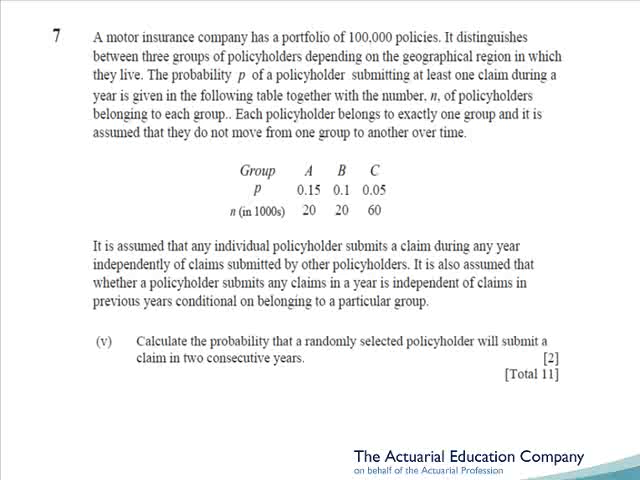 7 A motor insurance company has a portfolio of 100,000 policies. It distinguishes
between three groups of policyholders depending on the geographical region in which
they live. The probability p of a policyholder submitting at least one claim during a
year is given in the following table together with the number, n, of policyholders
belonging to each group.. Each policyholder belongs to exactly one group and it is
assumed that they do not move from one group to another over time.
Group A B C
p 0.15 0.1 0.05
n (in 1000s) 20 20 60
It is assumed that any individual policyholder submits a claim during any year
independently of claims submitted by other policyholders. It is also assumed that
whether a policyholder submits any claims in a year is independent of claims in
previous years conditional on belonging to a particular group.
(v) Calculate the probability that a randomly selected policyholder will submit a
claim in two consecutive years. [2]
[Total 11]
The Actuarial Education Company
on behalf of the Actuarial Profession